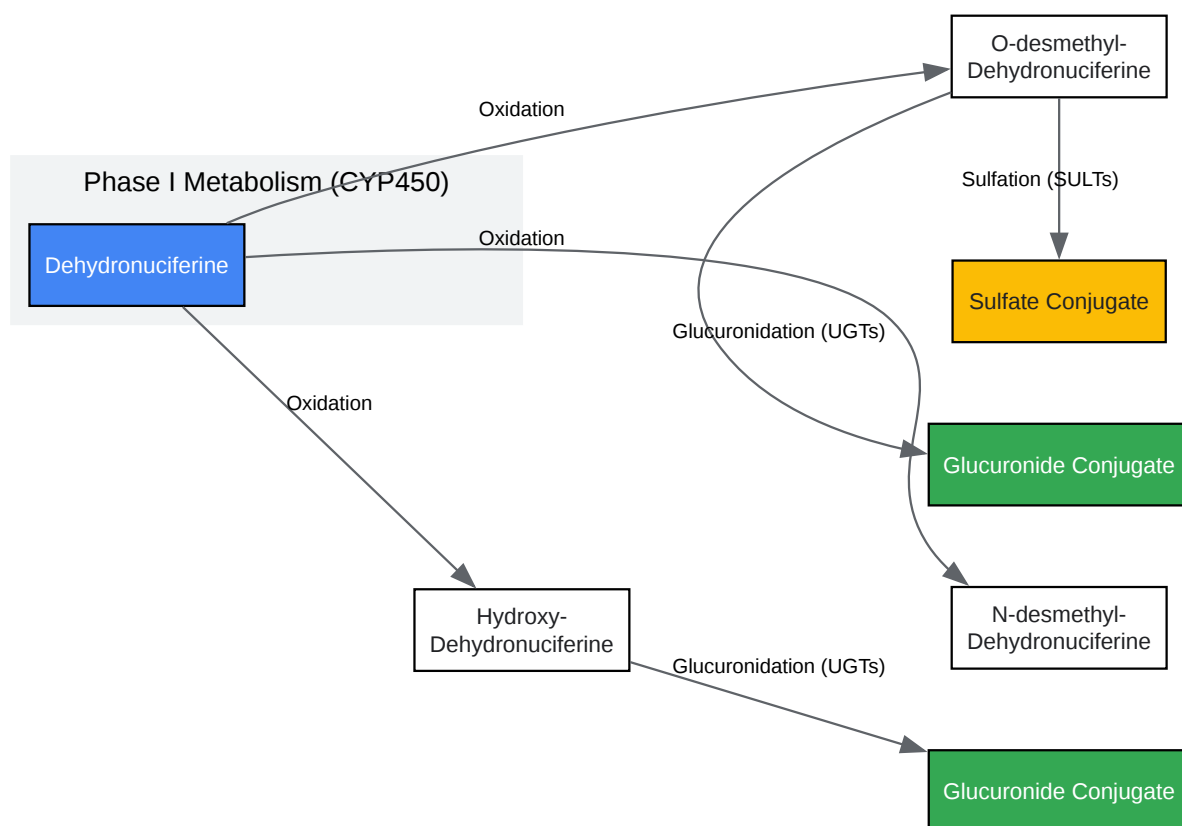 O-desmethyl-
Dehydronuciferine
Oxidation
Phase I Metabolism (CYP450)
Sulfation (SULTs)
Oxidation
Dehydronuciferine
Sulfate Conjugate
Glucuronidation (UGTs)
Oxidation
Glucuronide Conjugate
Hydroxy-
Dehydronuciferine
N-desmethyl-
Dehydronuciferine
Glucuronidation (UGTs)
Glucuronide Conjugate